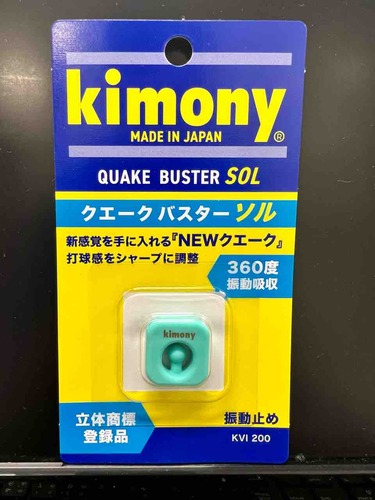 kimony®
MADE IN JAPAN
QUAKE BUSTER SOL
クエーク バスター ソル
新感覚を手に入れる『NEWクエーク』
打球感をシャープに調整
360度
振動吸収
kimony
立体商標
登録品
振動止め
KVI 200